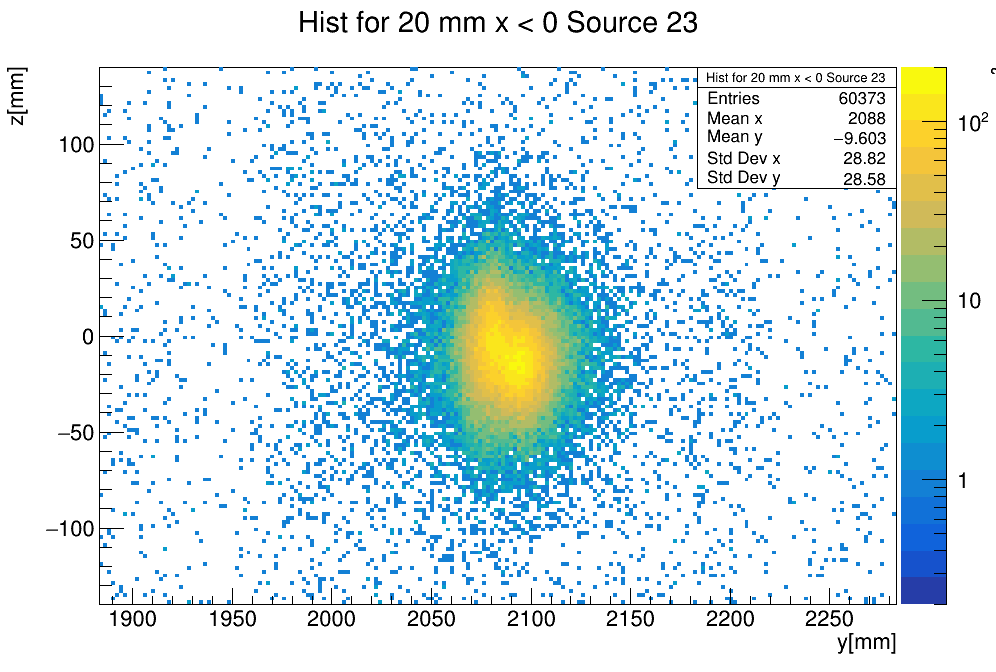 Hist for 20 mm x < 0 Source 23
z[mm]
Hist for 20 mm x < 0 Source 23
Entries 60373
Mean x 2088
Mean y −9.603
Std Dev x 28.82
Std Dev y 28.58
100
50
0
−50
−100
1900 1950 2000 2050 2100 2150 2200 2250
y[mm]
10²
10
1